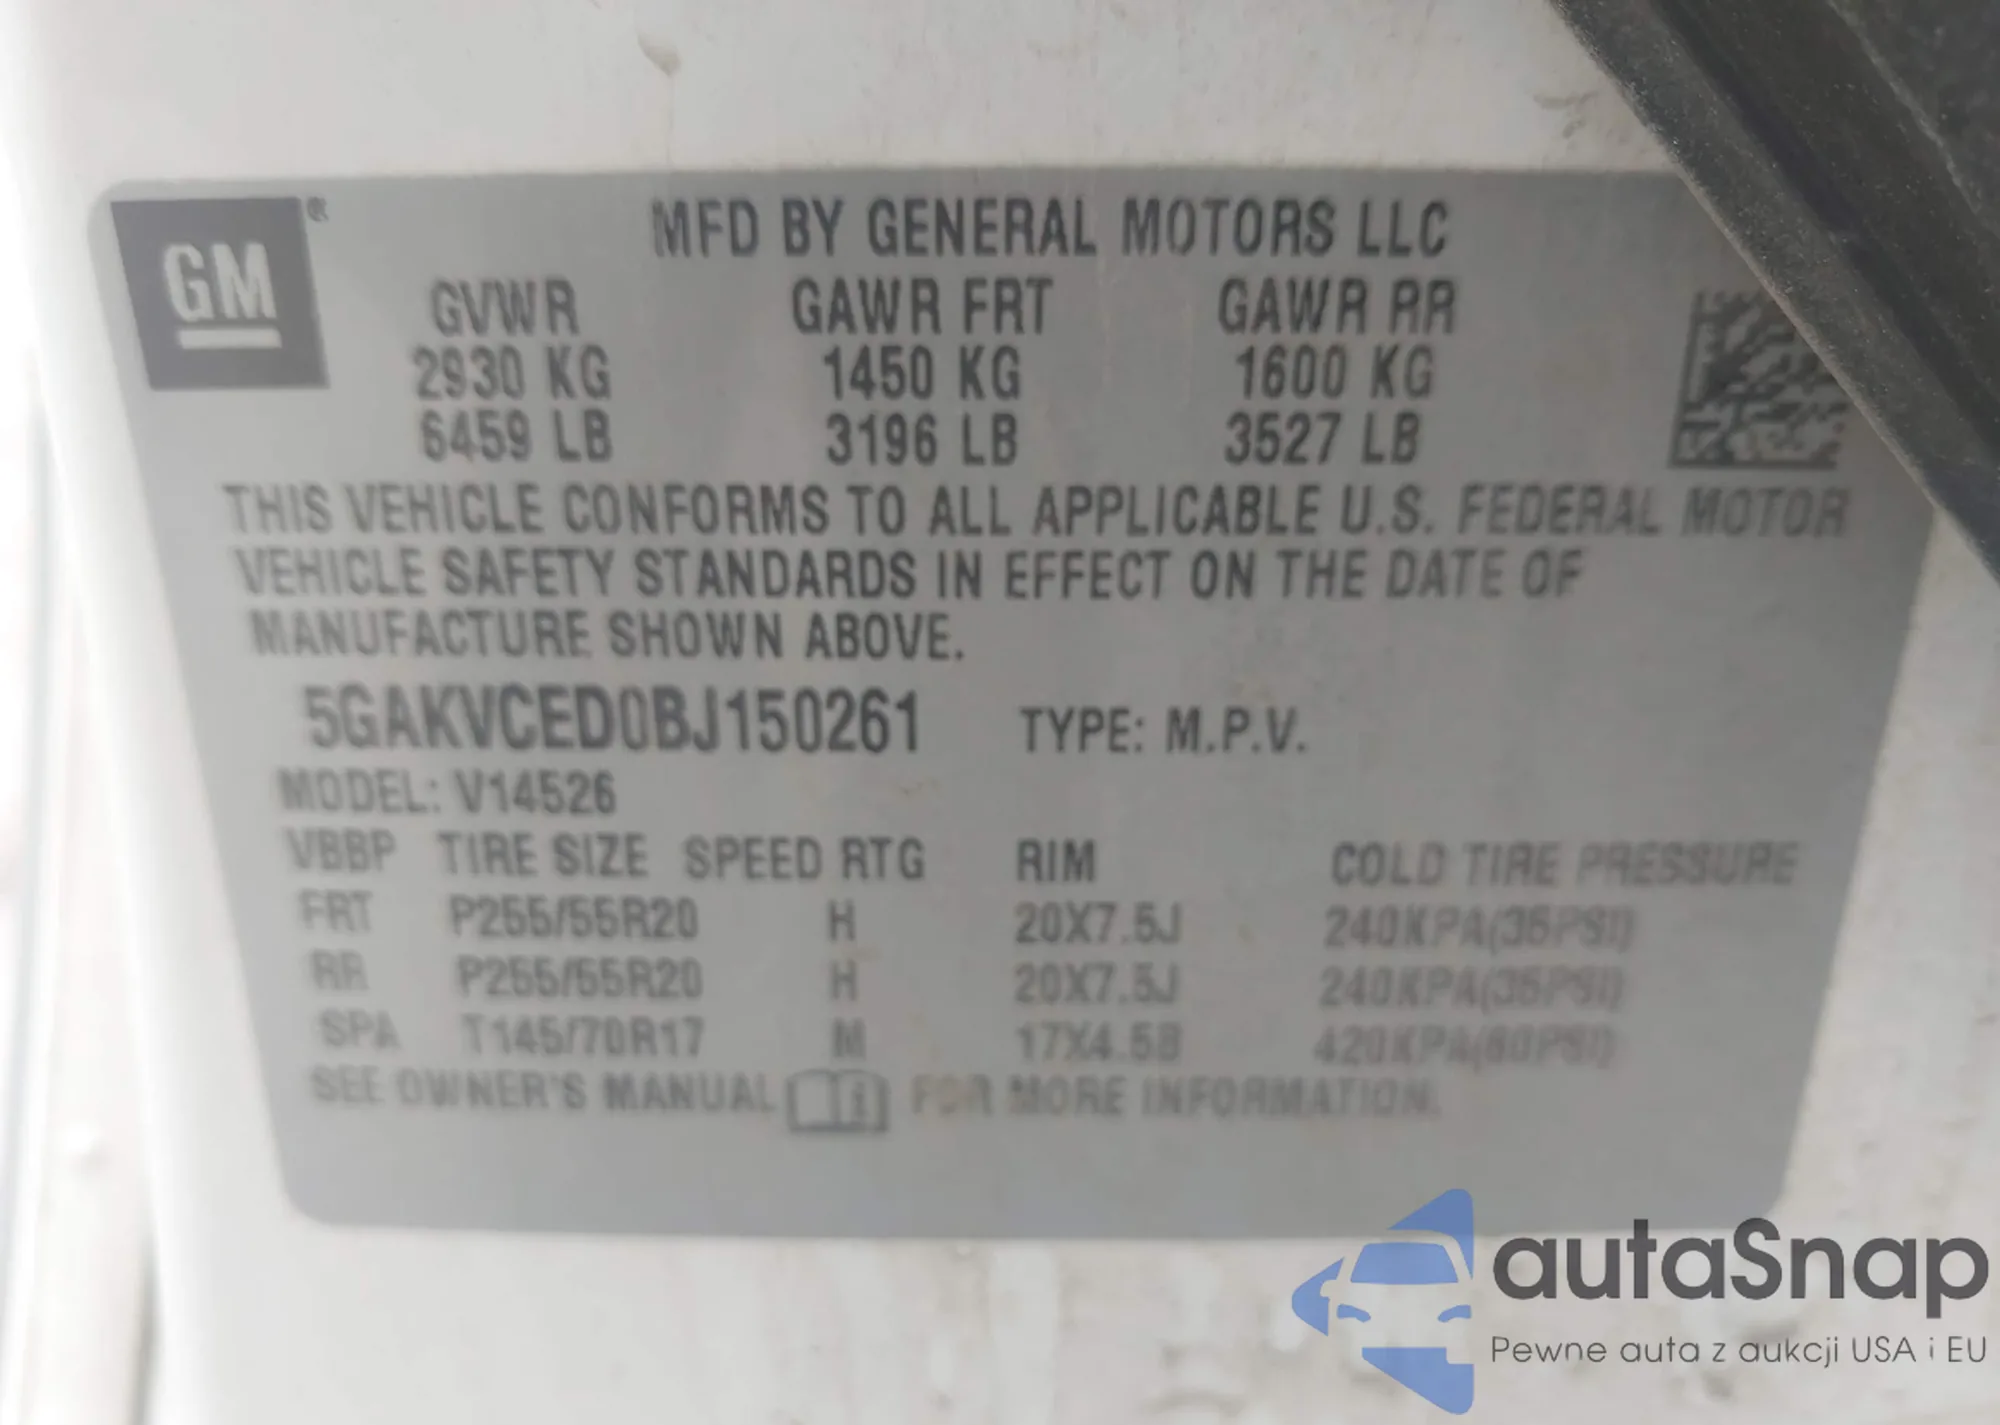 GM®
MFD BY GENERAL MOTORS LLC
GVWR GAWR FRT GAWR RR
2930 KG 1450 KG 1600 KG
6459 LB 3196 LB 3527 LB
THIS VEHICLE CONFORMS TO ALL APPLICABLE U.S. FEDERAL MOTOR
VEHICLE SAFETY STANDARDS IN EFFECT ON THE DATE OF
MANUFACTURE SHOWN ABOVE.
5GAKVCED0BJ150261 TYPE: M.P.V.
MODEL: V14526
VBBP TIRE SIZE SPEED RTG RIM COLD TIRE PRESSURE
FRT P255/55R20 H 20X7.5J 240KPA(35PSI)
RR P255/55R20 H 20X7.5J 240KPA(35PSI)
SPA T145/70R17 M 17X4.5B 420KPA(60PSI)
SEE OWNER'S MANUAL FOR MORE INFORMATION.
autaSnap
Pewne auta z aukcji USA i EU